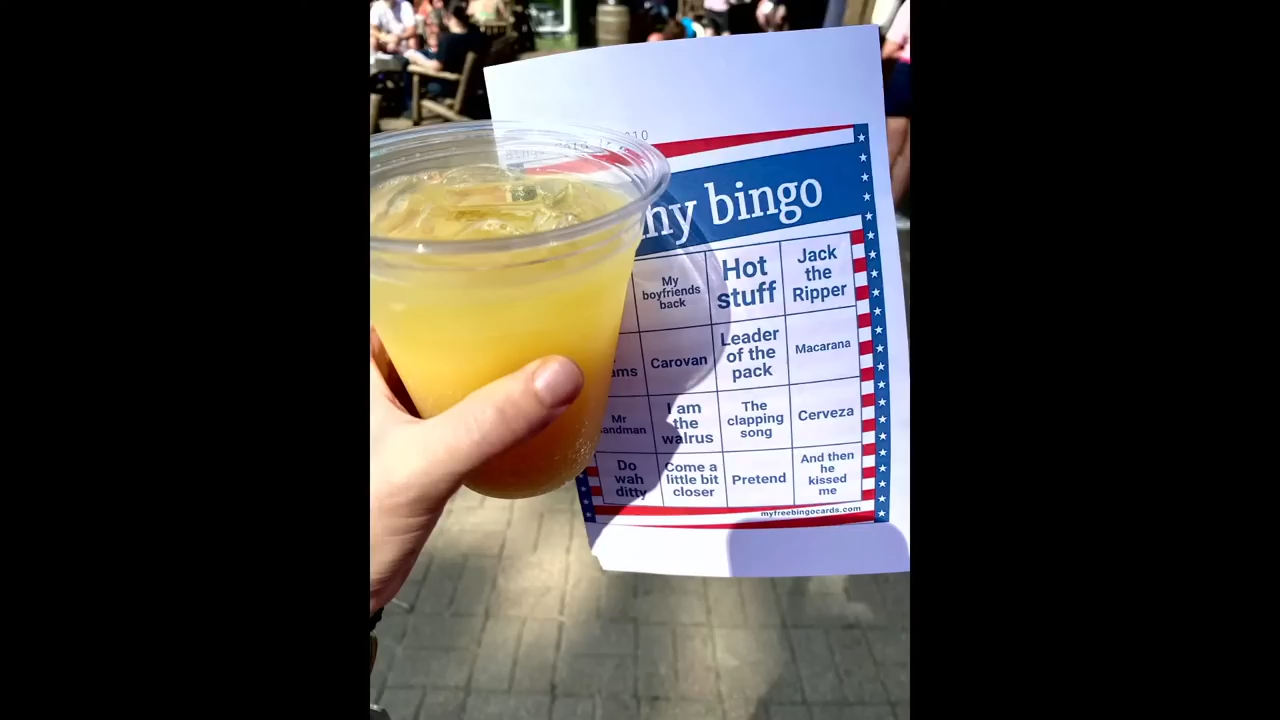 ny bingo
My
boyfriends
back
Hot
stuff
Jack
the
Ripper
ams
Carovan
Leader
of the
pack
Macarana
Mr
andman
I am
the
walrus
The
clapping
song
Cerveza
Do
wah
ditty
Come a
little bit
closer
Pretend
And then
he
kissed
me
myfreebingocards.com